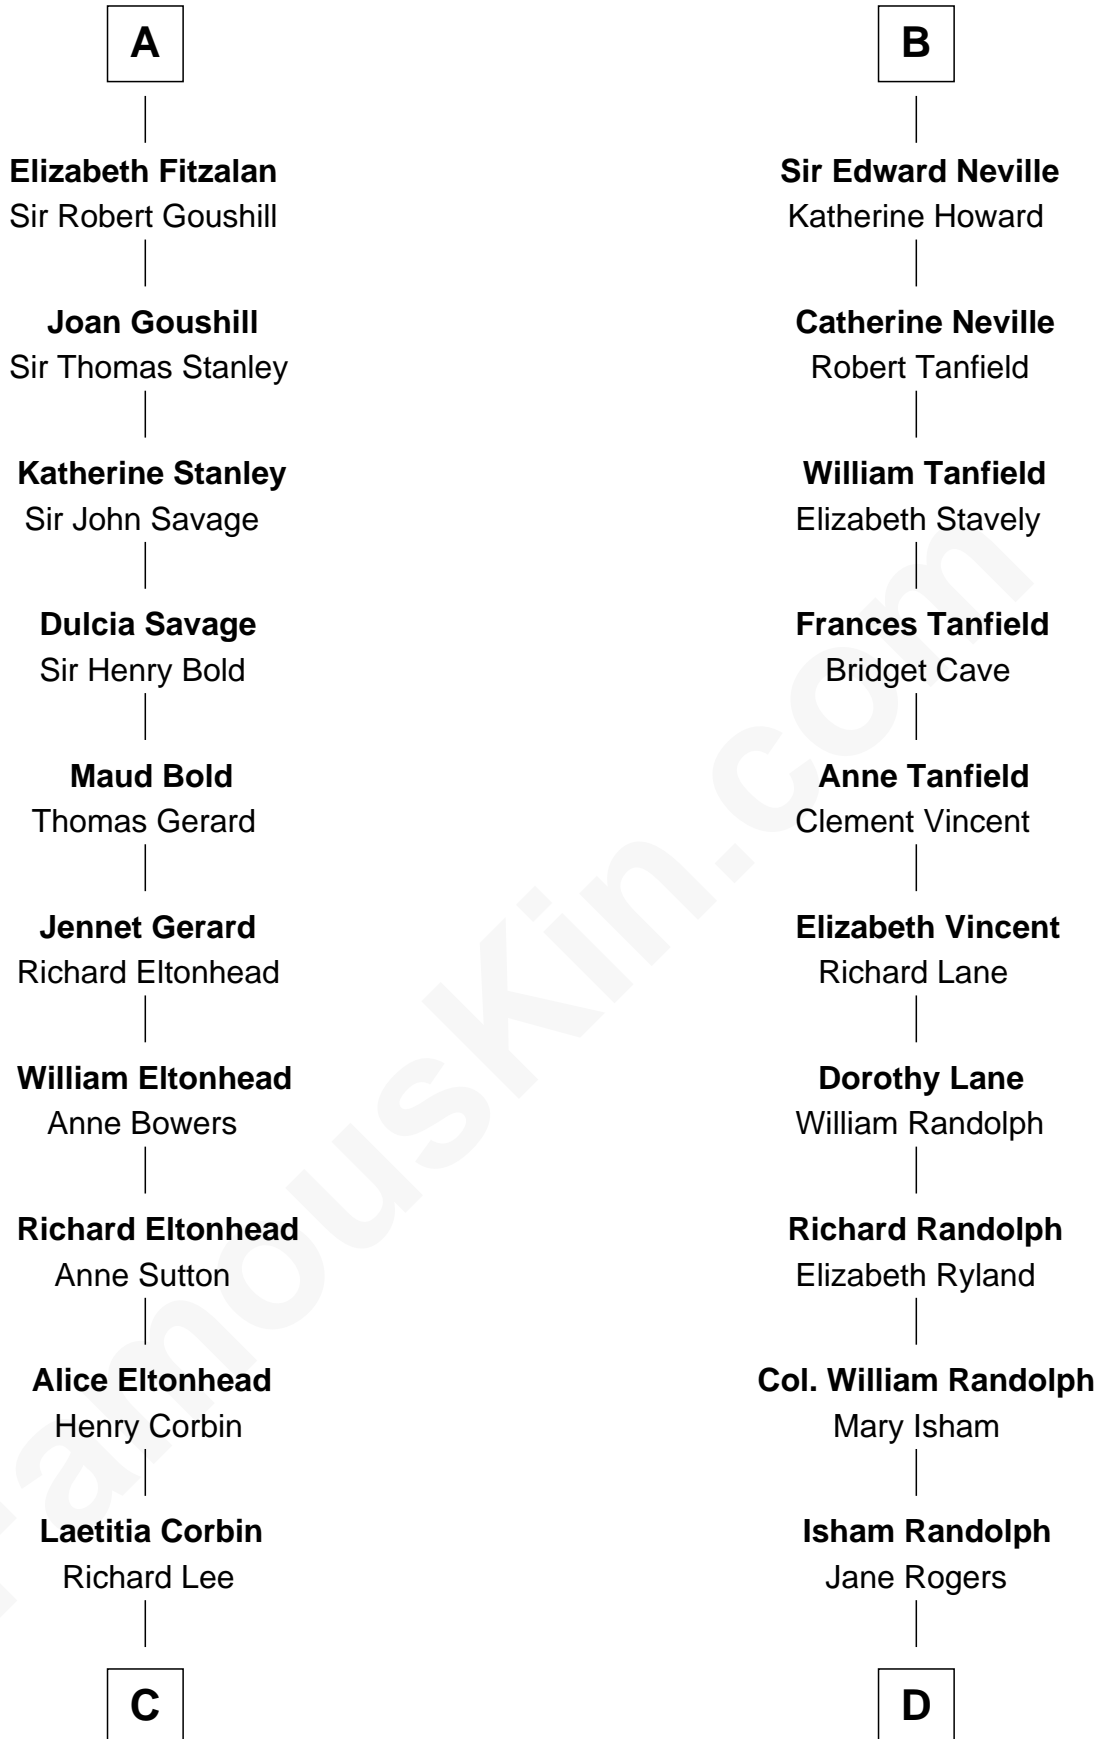 A
Elizabeth Fitzalan
Sir Robert Goushill
Joan Goushill
Sir Thomas Stanley
Katherine Stanley
Sir John Savage
Dulcia Savage
Sir Henry Bold
Maud Bold
Thomas Gerard
Jennet Gerard
Richard Eltonhead
William Eltonhead
Anne Bowers
Richard Eltonhead
Anne Sutton
Alice Eltonhead
Henry Corbin
Laetitia Corbin
Richard Lee
C
B
Sir Edward Neville
Katherine Howard
Catherine Neville
Robert Tanfield
William Tanfield
Elizabeth Stavely
Frances Tanfield
Bridget Cave
Anne Tanfield
Clement Vincent
Elizabeth Vincent
Richard Lane
Dorothy Lane
William Randolph
Richard Randolph
Elizabeth Ryland
Col. William Randolph
Mary Isham
Isham Randolph
Jane Rogers
D
FamousKin.com